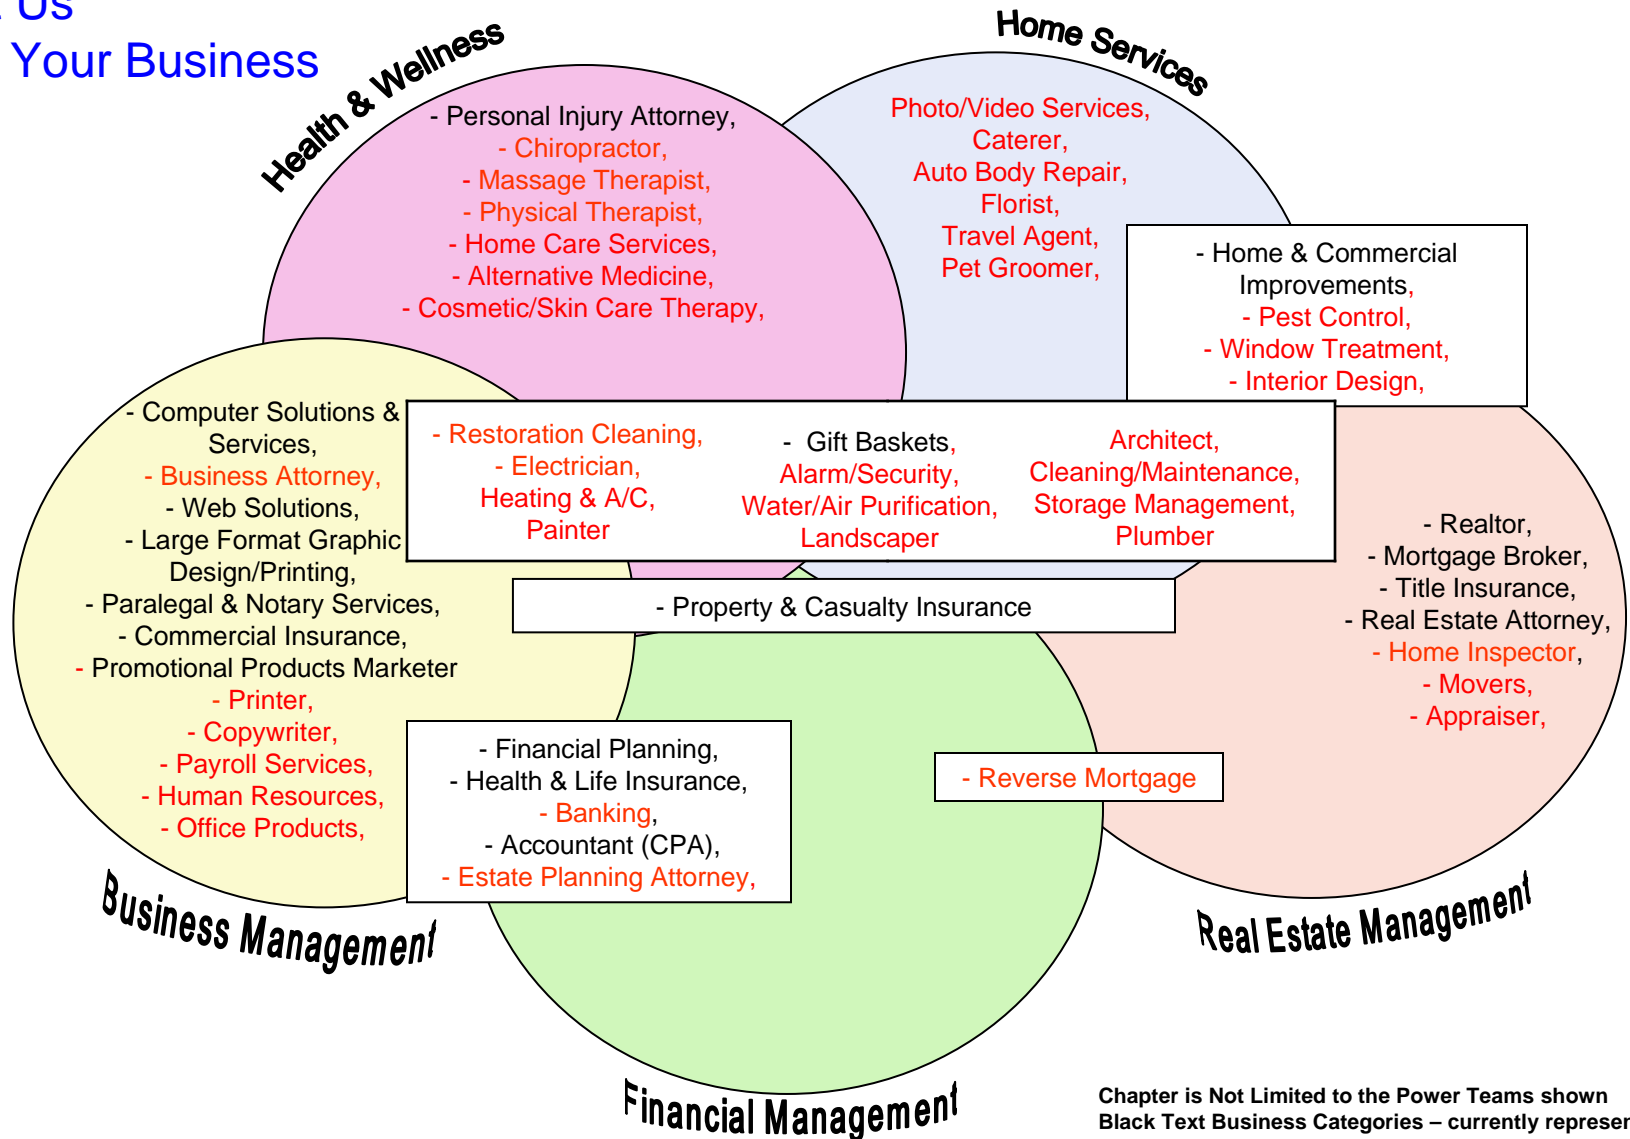 Us
Your Business
Health & Wellness
Home Services
- Personal Injury Attorney,
- Chiropractor,
- Massage Therapist,
- Physical Therapist,
- Home Care Services,
- Alternative Medicine,
- Cosmetic/Skin Care Therapy,
Photo/Video Services,
Caterer,
Auto Body Repair,
Florist,
Travel Agent,
Pet Groomer,
- Home & Commercial
Improvements,
- Pest Control,
- Window Treatment,
- Interior Design,
- Computer Solutions &
Services,
- Business Attorney,
- Web Solutions,
- Large Format Graphic
Design/Printing,
- Paralegal & Notary Services,
- Commercial Insurance,
- Promotional Products Marketer
- Printer,
- Copywriter,
- Payroll Services,
- Human Resources,
- Office Products,
- Restoration Cleaning,
- Electrician,
Heating & A/C,
Painter
- Gift Baskets,
Alarm/Security,
Water/Air Purification,
Landscaper
Architect,
Cleaning/Maintenance,
Storage Management,
Plumber
- Property & Casualty Insurance
- Realtor,
- Mortgage Broker,
- Title Insurance,
- Real Estate Attorney,
- Home Inspector,
- Movers,
- Appraiser,
- Financial Planning,
- Health & Life Insurance,
- Banking,
- Accountant (CPA),
- Estate Planning Attorney,
- Reverse Mortgage
Business Management
Real Estate Management
Financial Management
Chapter is Not Limited to the Power Teams shown
Black Text Business Categories – currently